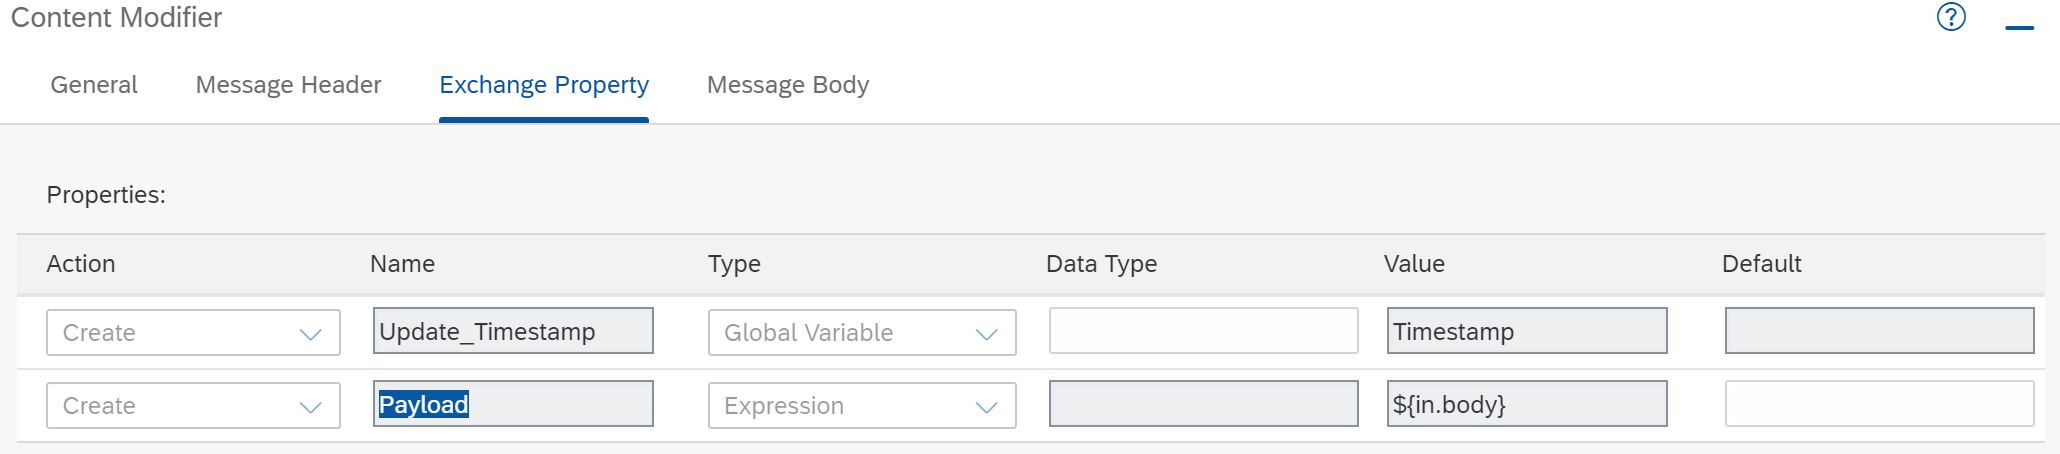 Content Modifier
General Message Header Exchange Property Message Body
Properties:
Action Name Type Data Type Value Default
Create Update_Timestamp Global Variable Timestamp
Create Payload Expression ${in.body}